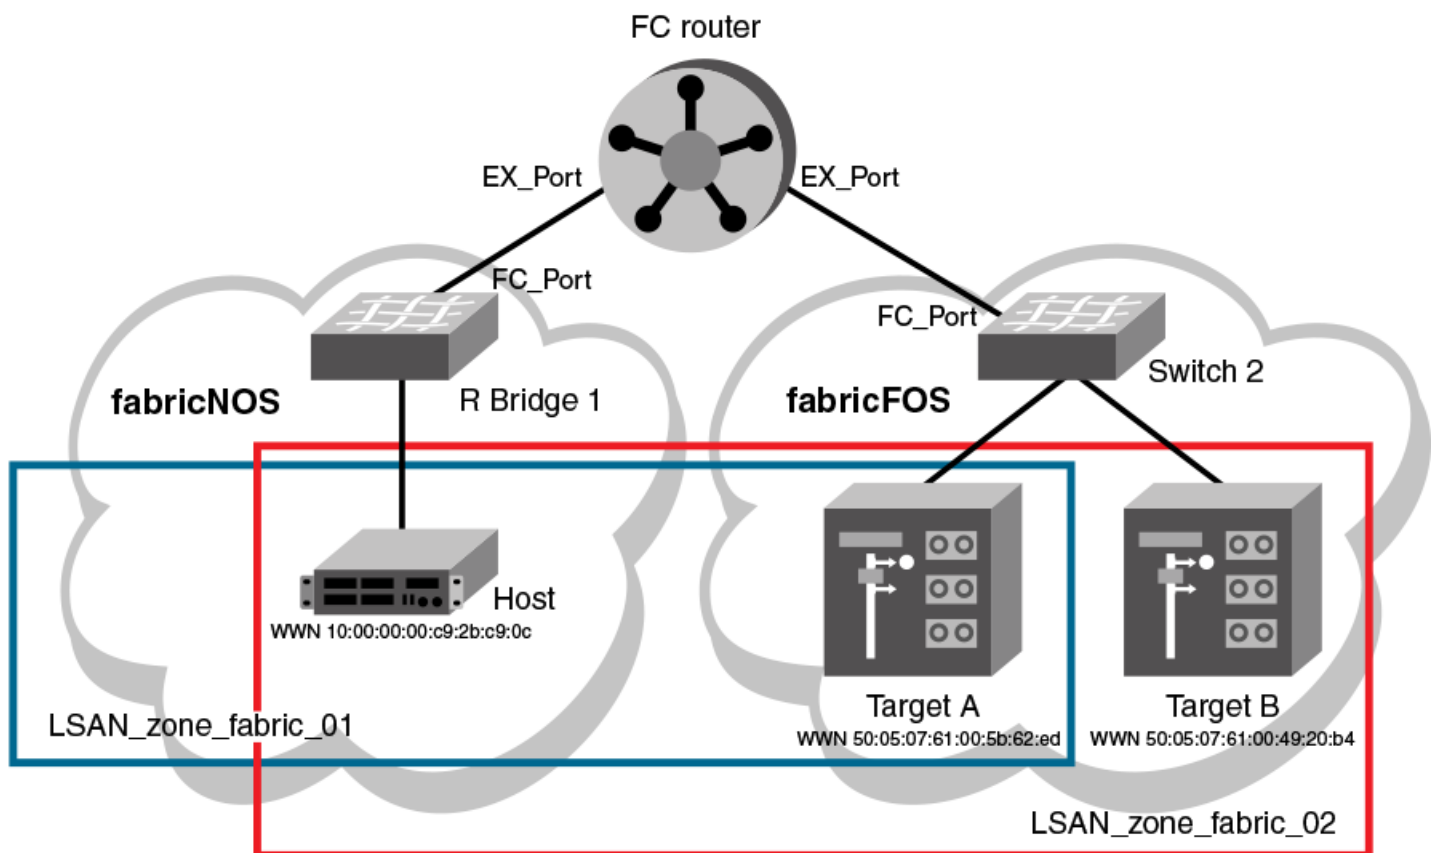 FC router
EX_Port
EX_Port
FC_Port
FC_Port
fabricNOS
R Bridge 1
fabricFOS
Switch 2
Host
WWN 10:00:00:00:c9:2b:c9:0c
Target A
WWN 50:05:07:61:00:5b:62:ed
Target B
WWN 50:05:07:61:00:49:20:b4
LSAN_zone_fabric_01
LSAN_zone_fabric_02